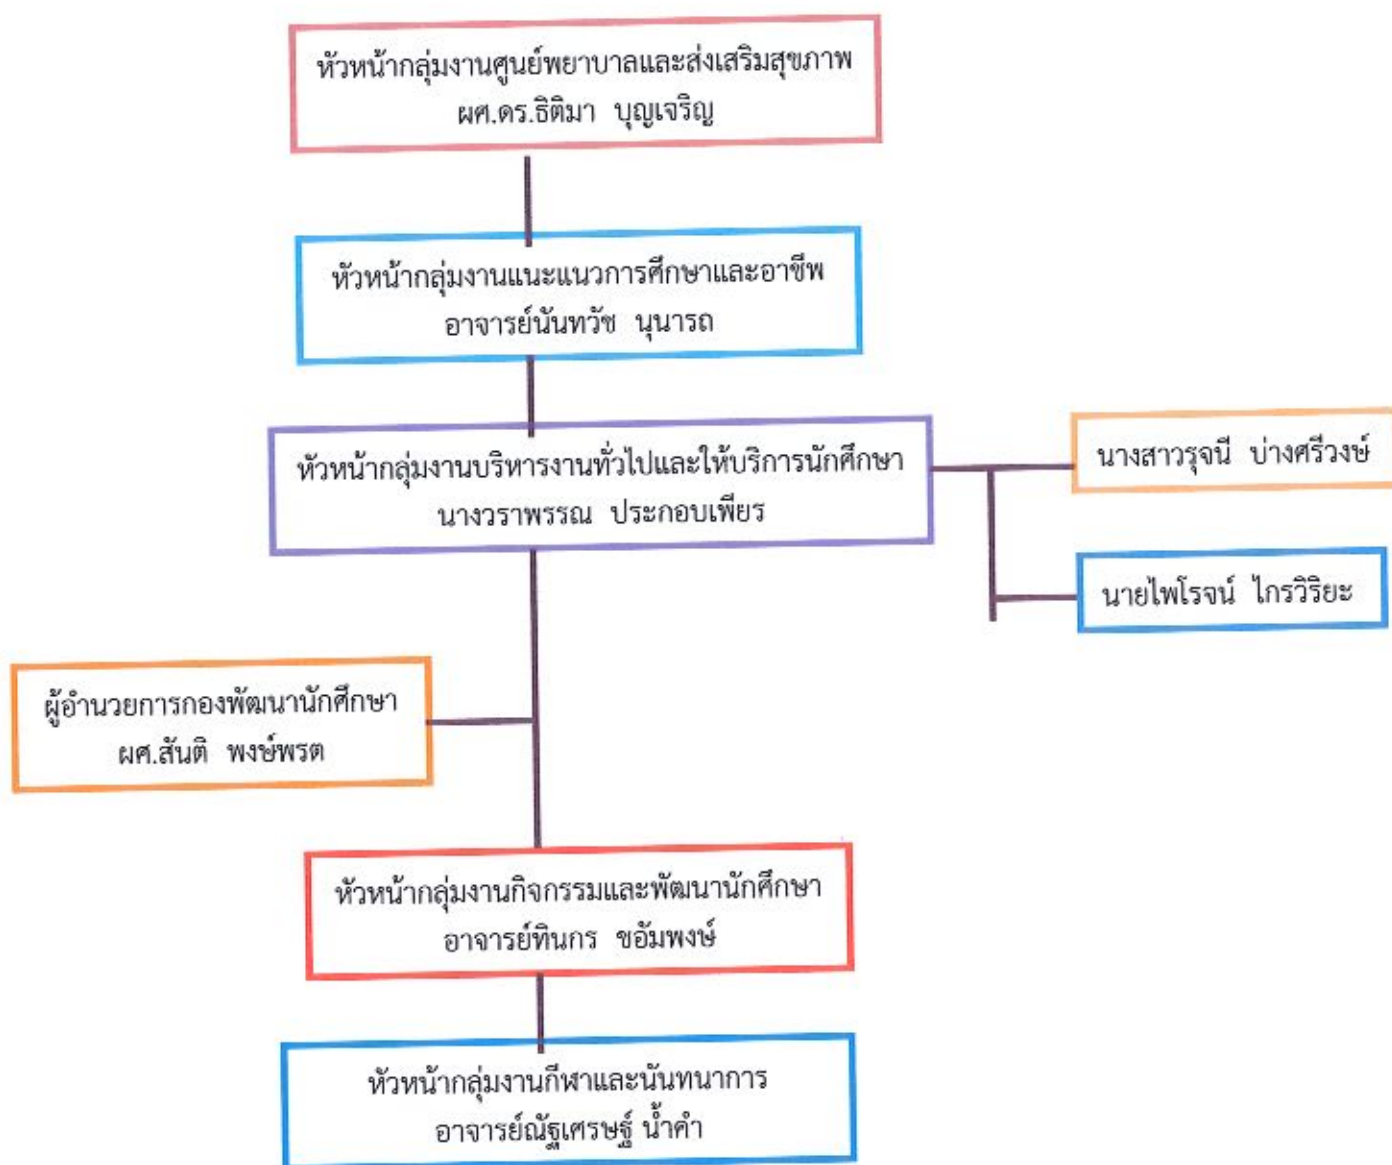 หัวหน้ากลุ่มงานศูนย์พยาบาลและส่งเสริมสุขภาพ
ผศ.ดร.ธิติมา บุญเจริญ
หัวหน้ากลุ่มงานแนะแนวการศึกษาและอาชีพ
อาจารย์นันทวัช นุนารถ
หัวหน้ากลุ่มงานบริหารงานทั่วไปและให้บริการนักศึกษา
นางวราพรรณ ประกอบเพียร
นางสาวรุจนี บ่างศรีวงษ์
นายไพโรจน์ ไกรวิริยะ
ผู้อำนวยการกองพัฒนานักศึกษา
ผศ.สันติ พงษ์พรต
หัวหน้ากลุ่มงานกิจกรรมและพัฒนานักศึกษา
อาจารย์ทินกร ชอัมพงษ์
หัวหน้ากลุ่มงานกีฬาและนันทนาการ
อาจารย์ณัฐเศรษฐ์ น้ำคำ